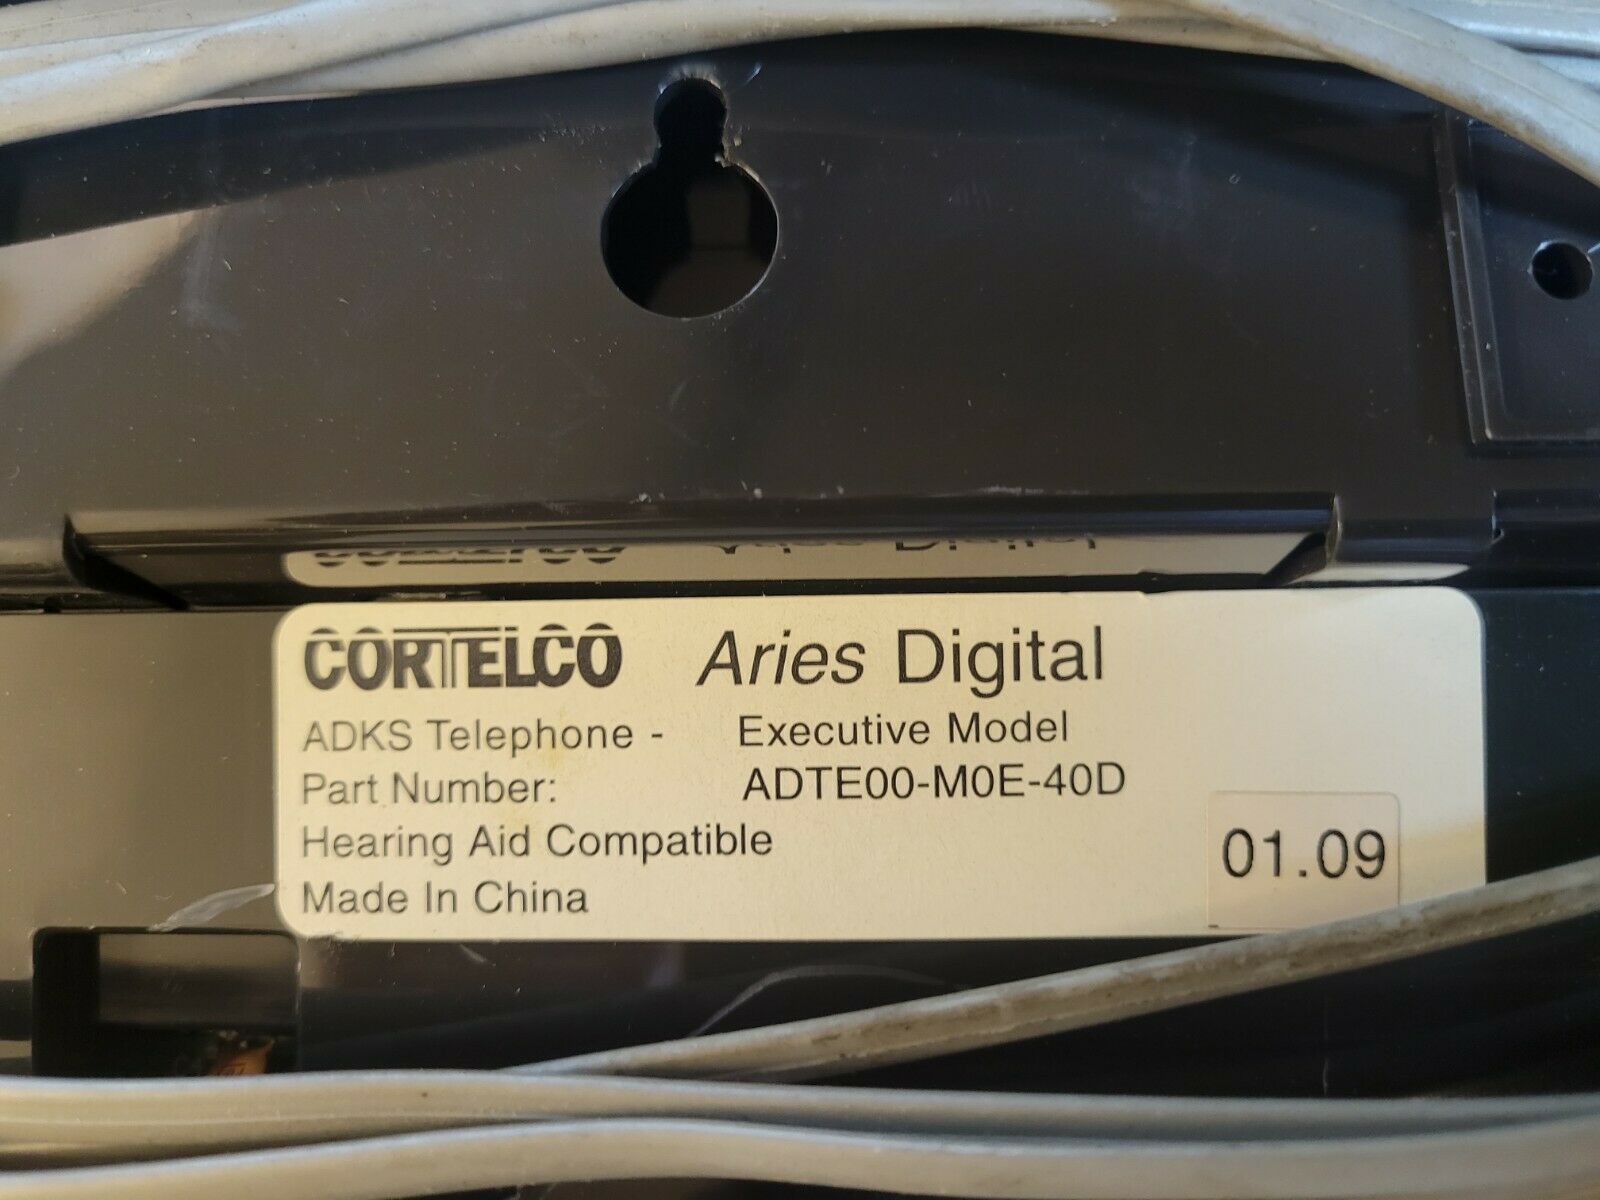 CORTELCO Aries Digital
ADKS Telephone - Executive Model
Part Number: ADTE00-M0E-40D
Hearing Aid Compatible
01.09
Made In China